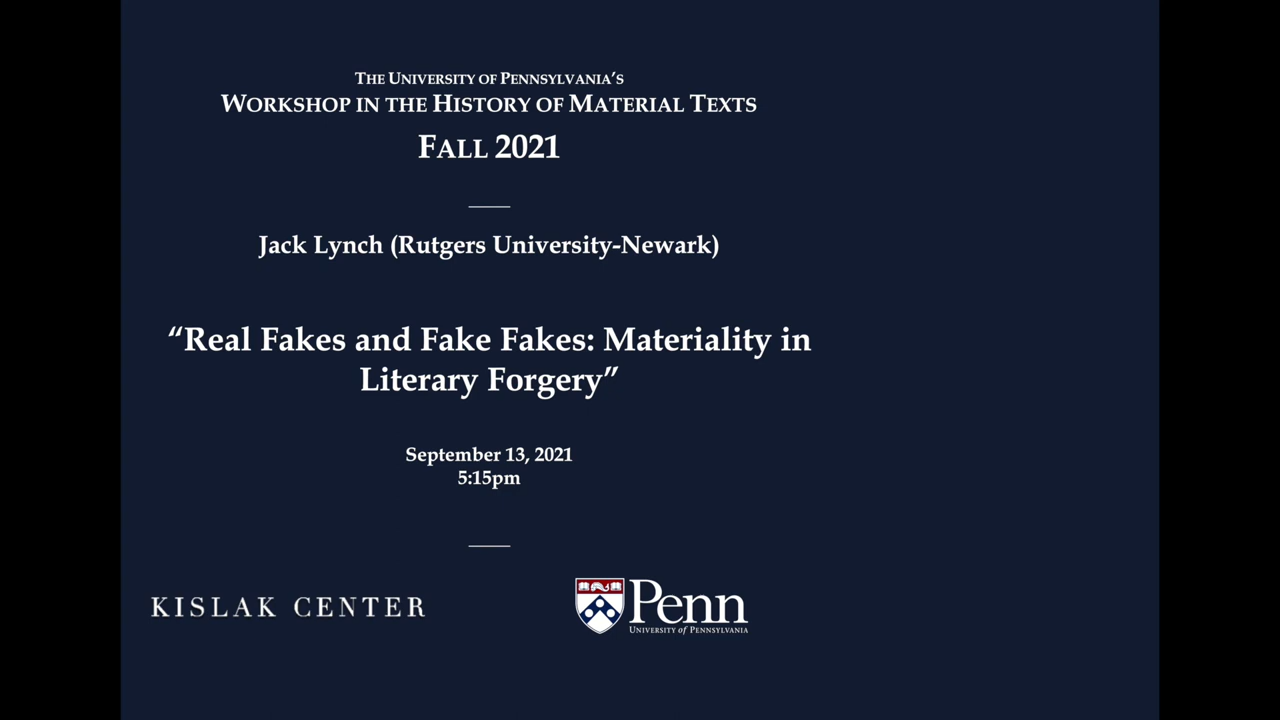 THE UNIVERSITY OF PENNSYLVANIA’S
WORKSHOP IN THE HISTORY OF MATERIAL TEXTS
FALL 2021
Jack Lynch (Rutgers University-Newark)
“Real Fakes and Fake Fakes: Materiality in
Literary Forgery”
September 13, 2021
5:15pm
KISLAK CENTER
Penn
UNIVERSITY of PENNSYLVANIA